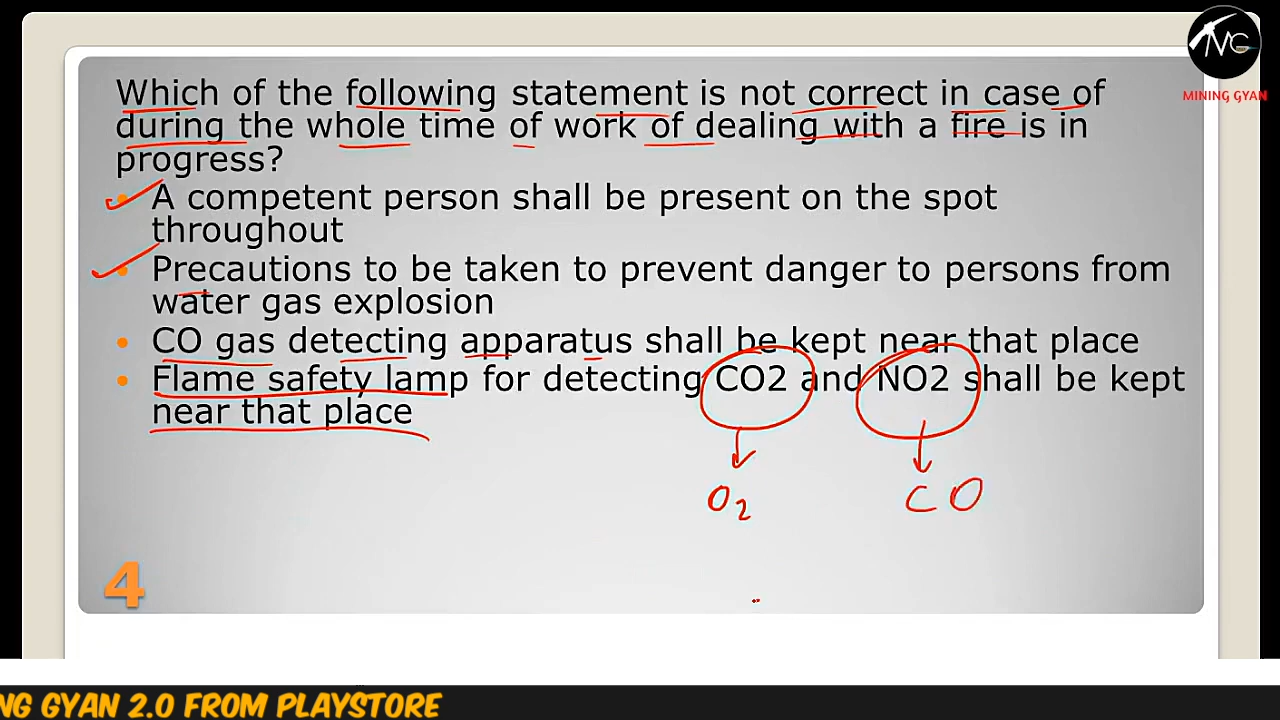 MC
MINING GYAN
Which of the following statement is not correct in case of
during the whole time of work of dealing with a fire is in
progress?
• A competent person shall be present on the spot
throughout
• Precautions to be taken to prevent danger to persons from
water gas explosion
• CO gas detecting apparatus shall be kept near that place
• Flame safety lamp for detecting CO2 and NO2 shall be kept
near that place
O2 CO
4
NG GYAN 2.0 FROM PLAYSTORE